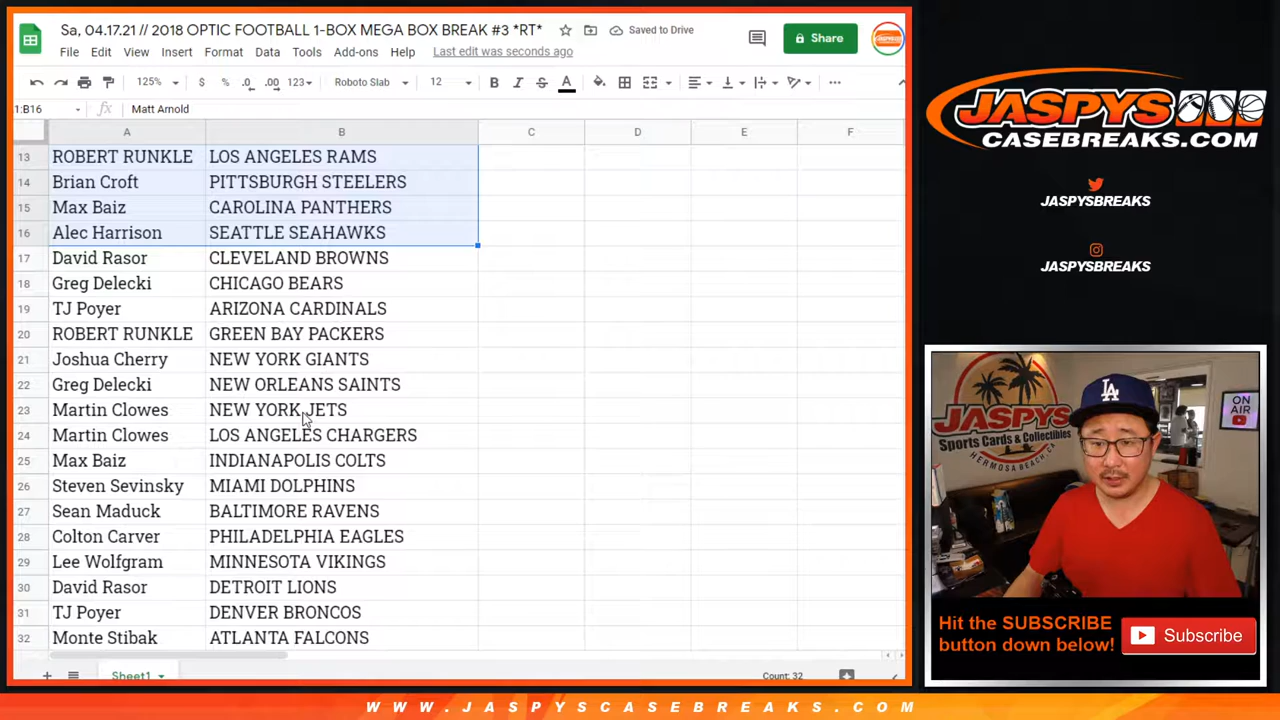 Sa, 04.17.21 // 2018 OPTIC FOOTBALL 1-BOX MEGA BOX BREAK #3 *RT*
Saved to Drive
Share
File Edit View Insert Format Data Tools Add-ons Help Last edit was seconds ago
125% $ % .0 .00 123 Roboto Slab 12 B I S A
1:B16 fx Matt Arnold
A B C D E F
13 ROBERT RUNKLE LOS ANGELES RAMS
14 Brian Croft PITTSBURGH STEELERS
15 Max Baiz CAROLINA PANTHERS
16 Alec Harrison SEATTLE SEAHAWKS
17 David Rasor CLEVELAND BROWNS
18 Greg Delecki CHICAGO BEARS
19 TJ Poyer ARIZONA CARDINALS
20 ROBERT RUNKLE GREEN BAY PACKERS
21 Joshua Cherry NEW YORK GIANTS
22 Greg Delecki NEW ORLEANS SAINTS
23 Martin Clowes NEW YORK JETS
24 Martin Clowes LOS ANGELES CHARGERS
25 Max Baiz INDIANAPOLIS COLTS
26 Steven Sevinsky MIAMI DOLPHINS
27 Sean Maduck BALTIMORE RAVENS
28 Colton Carver PHILADELPHIA EAGLES
29 Lee Wolfgram MINNESOTA VIKINGS
30 David Rasor DETROIT LIONS
31 TJ Poyer DENVER BRONCOS
32 Monte Stibak ATLANTA FALCONS
Sheet1 Count: 32
JASPYS
CASEBREAKS.COM
JASPYSBREAKS
JASPYSBREAKS
JASPYS
Sports Cards & Collectibles
HERMOSA BEACH, CA
LA
ON
AIR
Hit the SUBSCRIBE
button down below!
Subscribe
WWW.JASPYSCASEBREAKS.COM